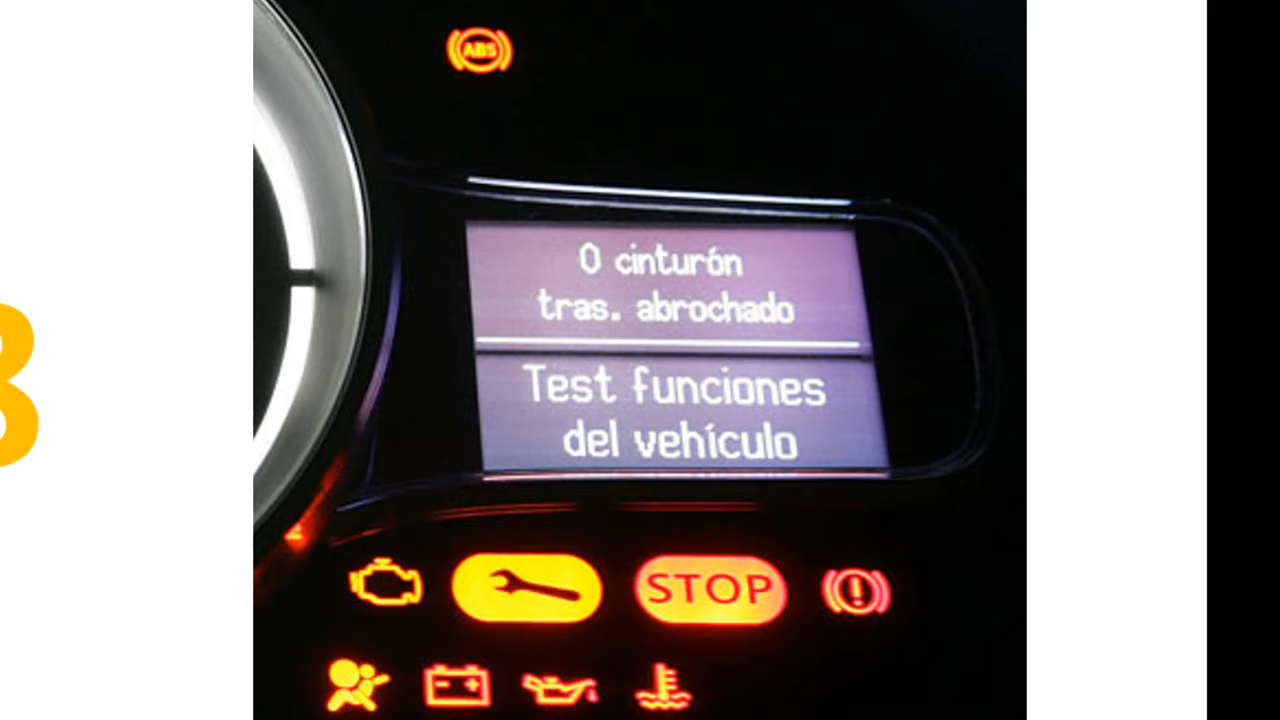 ABS
0 cinturón
tras. abrochado
Test funciones
del vehículo
STOP